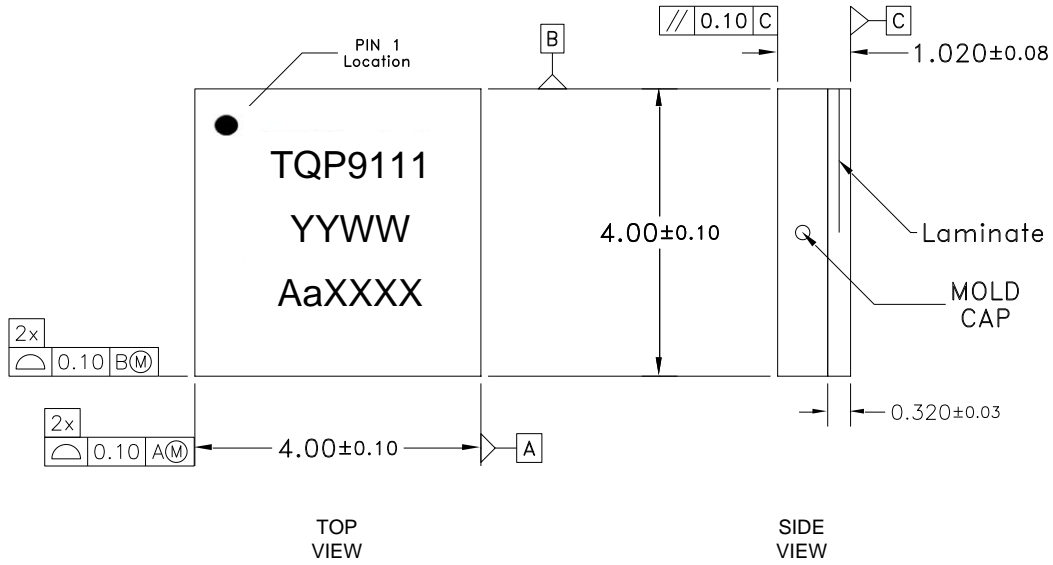 // 0.10 C
C
1.020±0.08
B
PIN 1
Location
TQP9111
YYWW
AaXXXX
4.00±0.10
Laminate
MOLD
CAP
2x
⌓ 0.10 BⓂ
0.320±0.03
2x
⌓ 0.10 AⓂ
4.00±0.10
A
TOP
VIEW
SIDE
VIEW